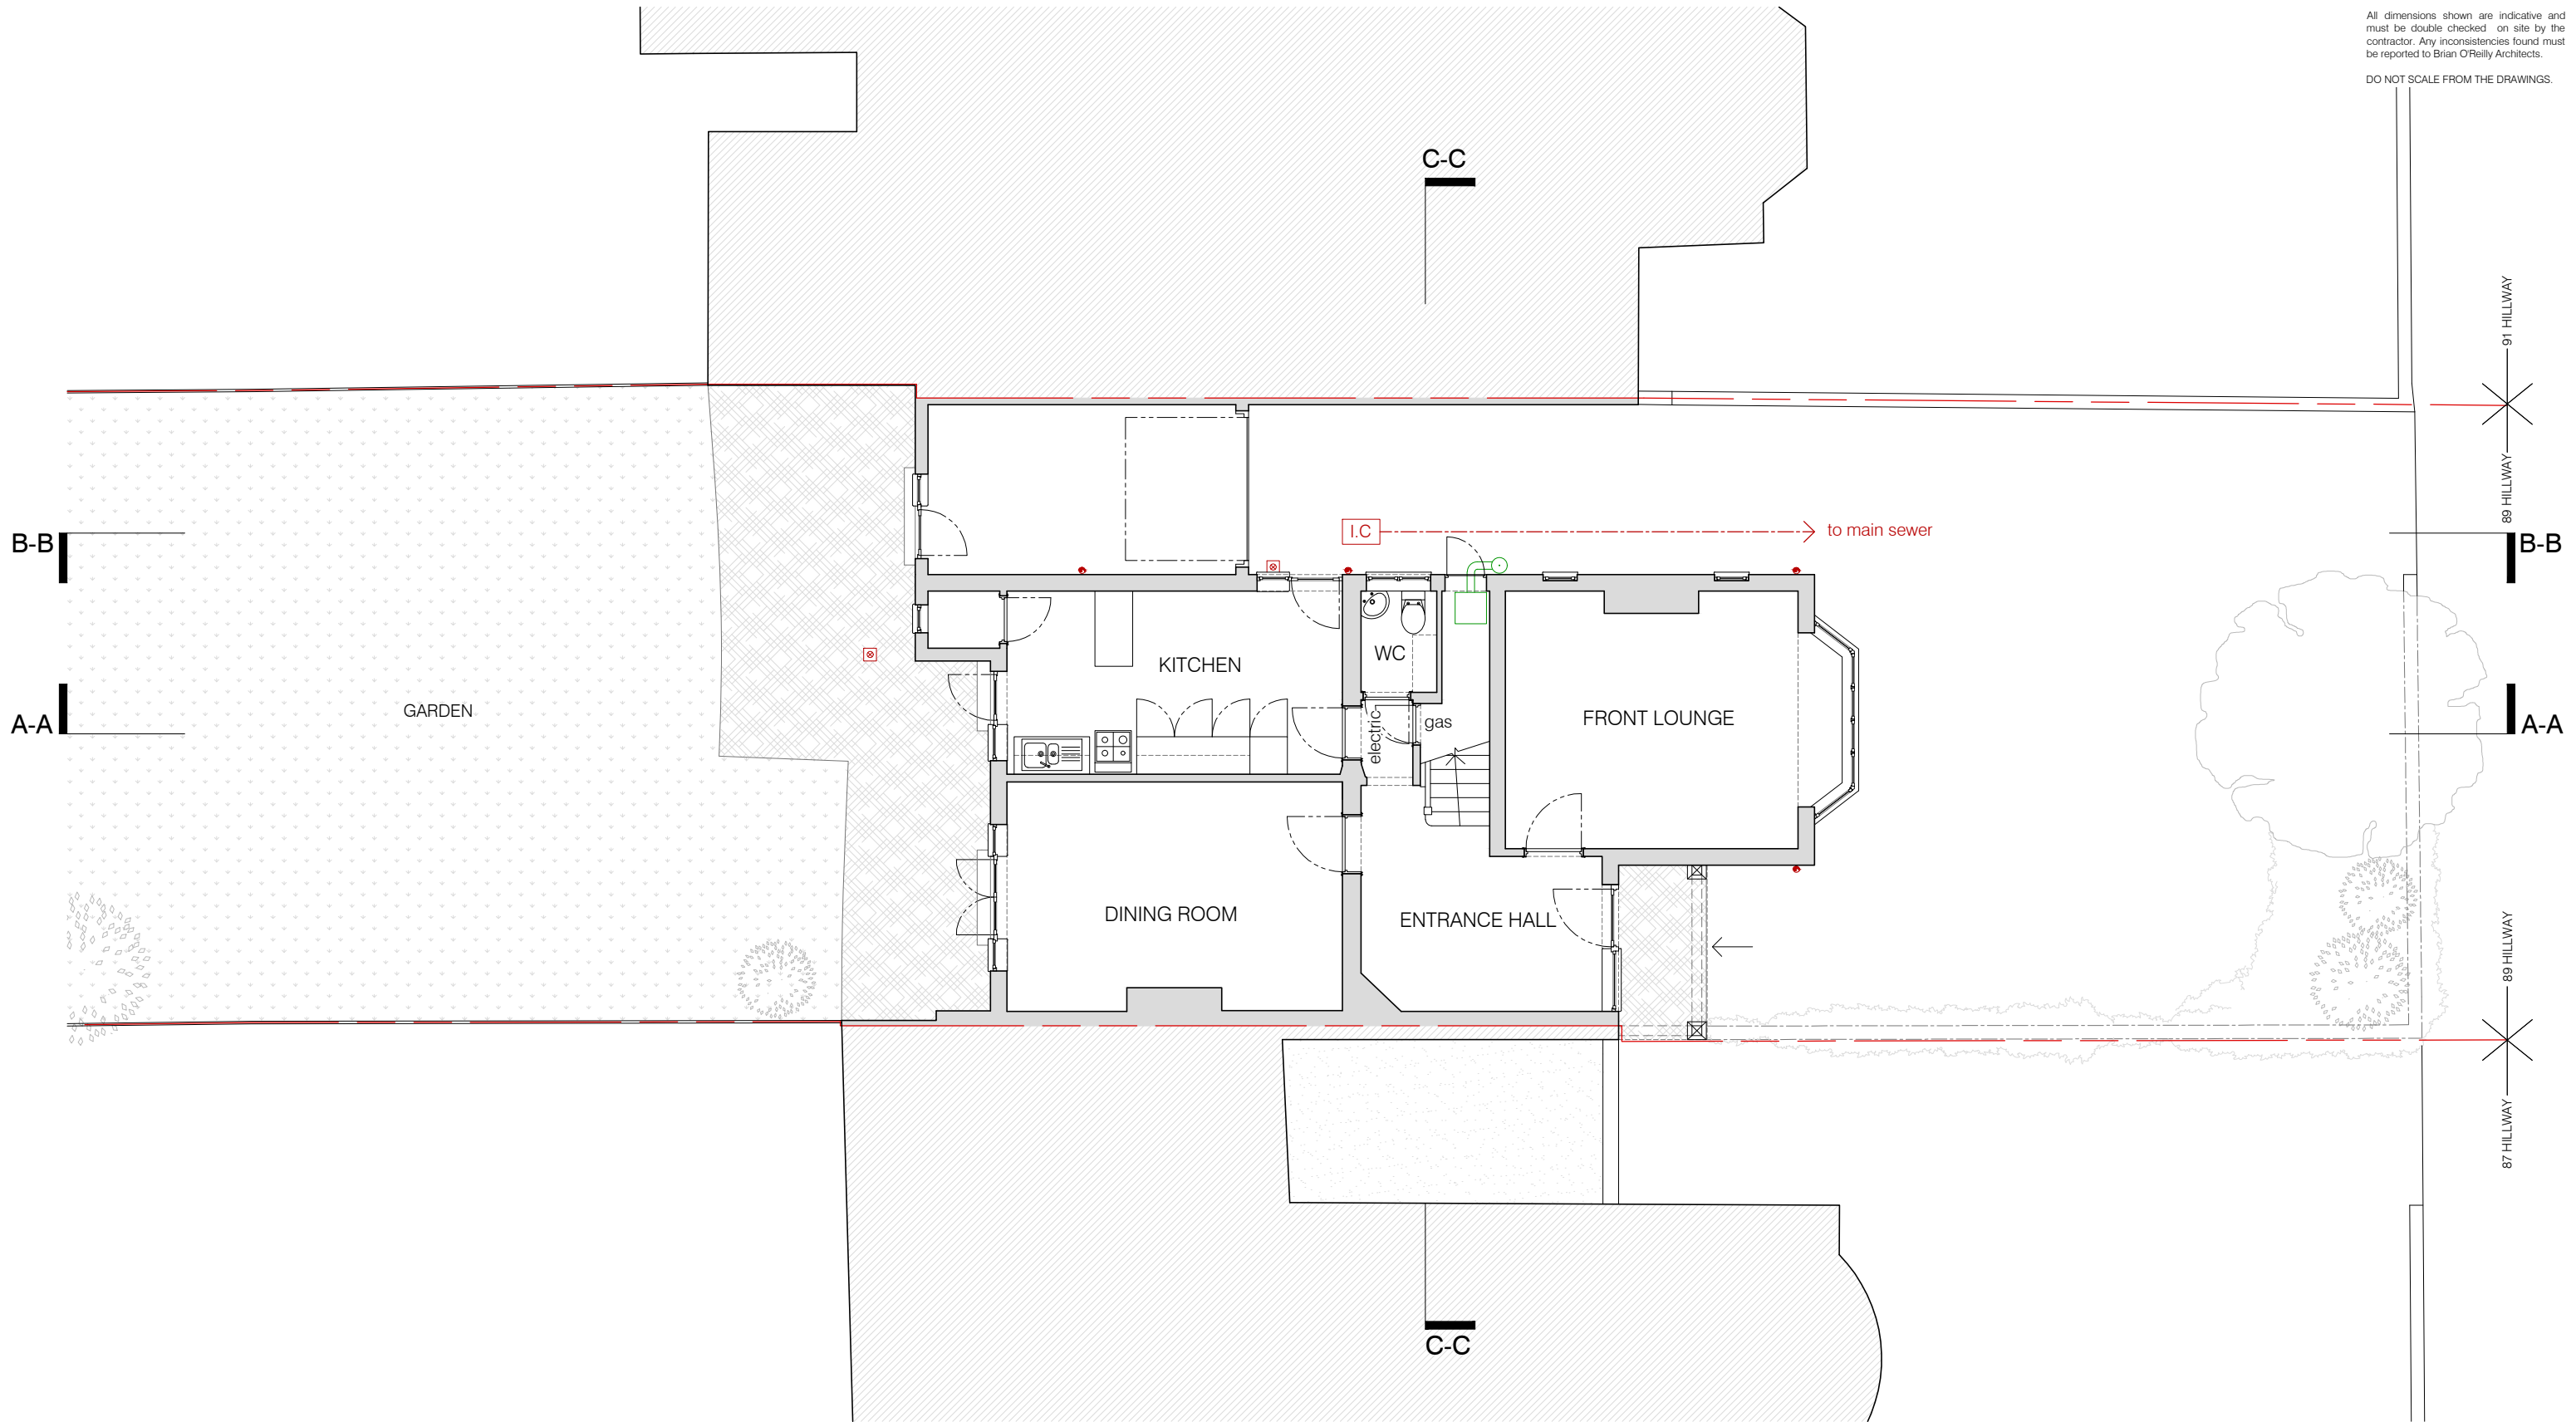 All dimensions shown are indicative and
must be double checked on site by the
contractor. Any inconsistencies found must
be reported to Brian O'Reilly Architects.
DO NOT SCALE FROM THE DRAWINGS.
C-C
91 HILLWAY
89 HILLWAY
B-B
I.C
to main sewer
B-B
WC
KITCHEN
GARDEN
A-A
electric
gas
FRONT LOUNGE
A-A
DINING ROOM
ENTRANCE HALL
89 HILLWAY
87 HILLWAY
C-C